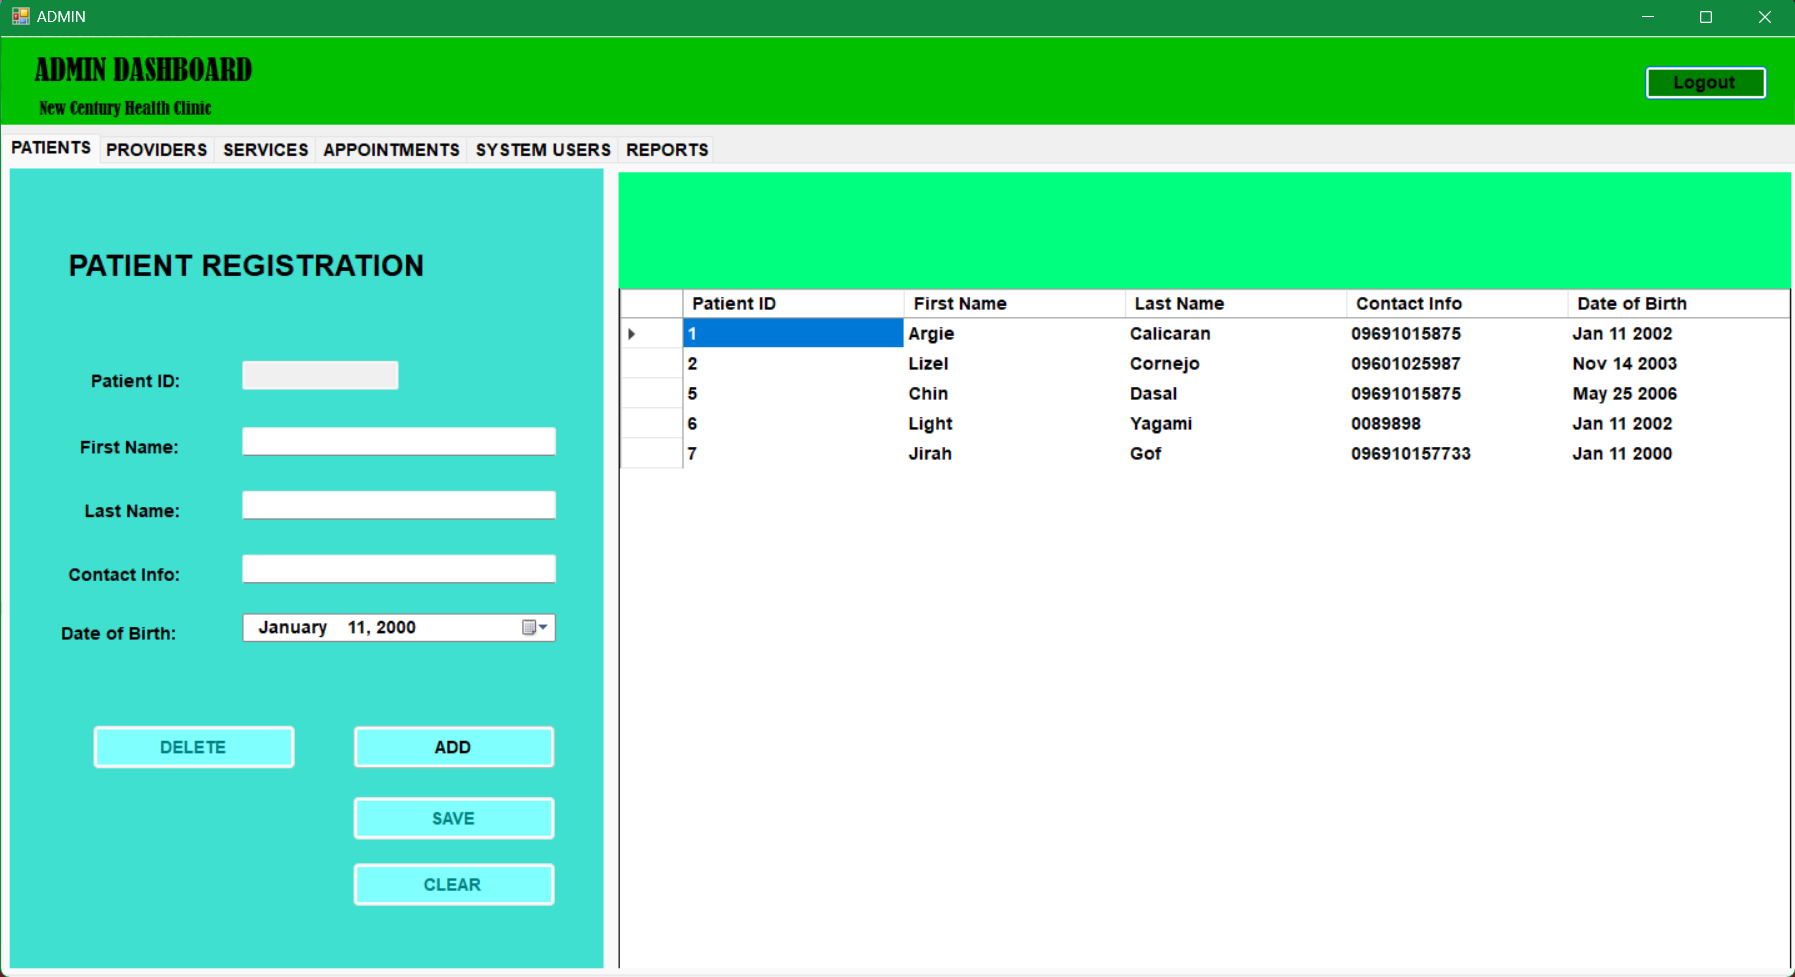 ADMIN
ADMIN DASHBOARD
New Century Health Clinic
Logout
PATIENTS PROVIDERS SERVICES APPOINTMENTS SYSTEM USERS REPORTS
PATIENT REGISTRATION
Patient ID:
First Name:
Last Name:
Contact Info:
Date of Birth: January 11, 2000
DELETE ADD
SAVE
CLEAR
Patient ID First Name Last Name Contact Info Date of Birth
1 Argie Calicaran 09691015875 Jan 11 2002
2 Lizel Cornejo 09601025987 Nov 14 2003
5 Chin Dasal 09691015875 May 25 2006
6 Light Yagami 0089898 Jan 11 2002
7 Jirah Gof 096910157733 Jan 11 2000